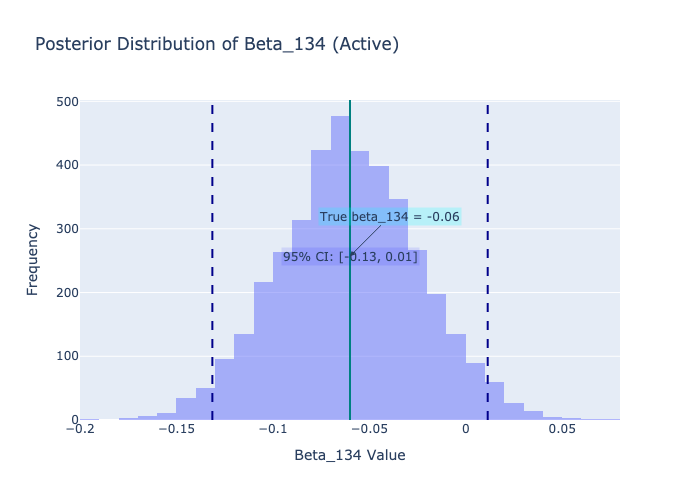 Posterior Distribution of Beta_134 (Active)
500
400
300
200
100
0
Frequency
True beta_134 = -0.06
95% CI: [-0.13, 0.01]
−0.2
−0.15
−0.1
−0.05
0
0.05
Beta_134 Value